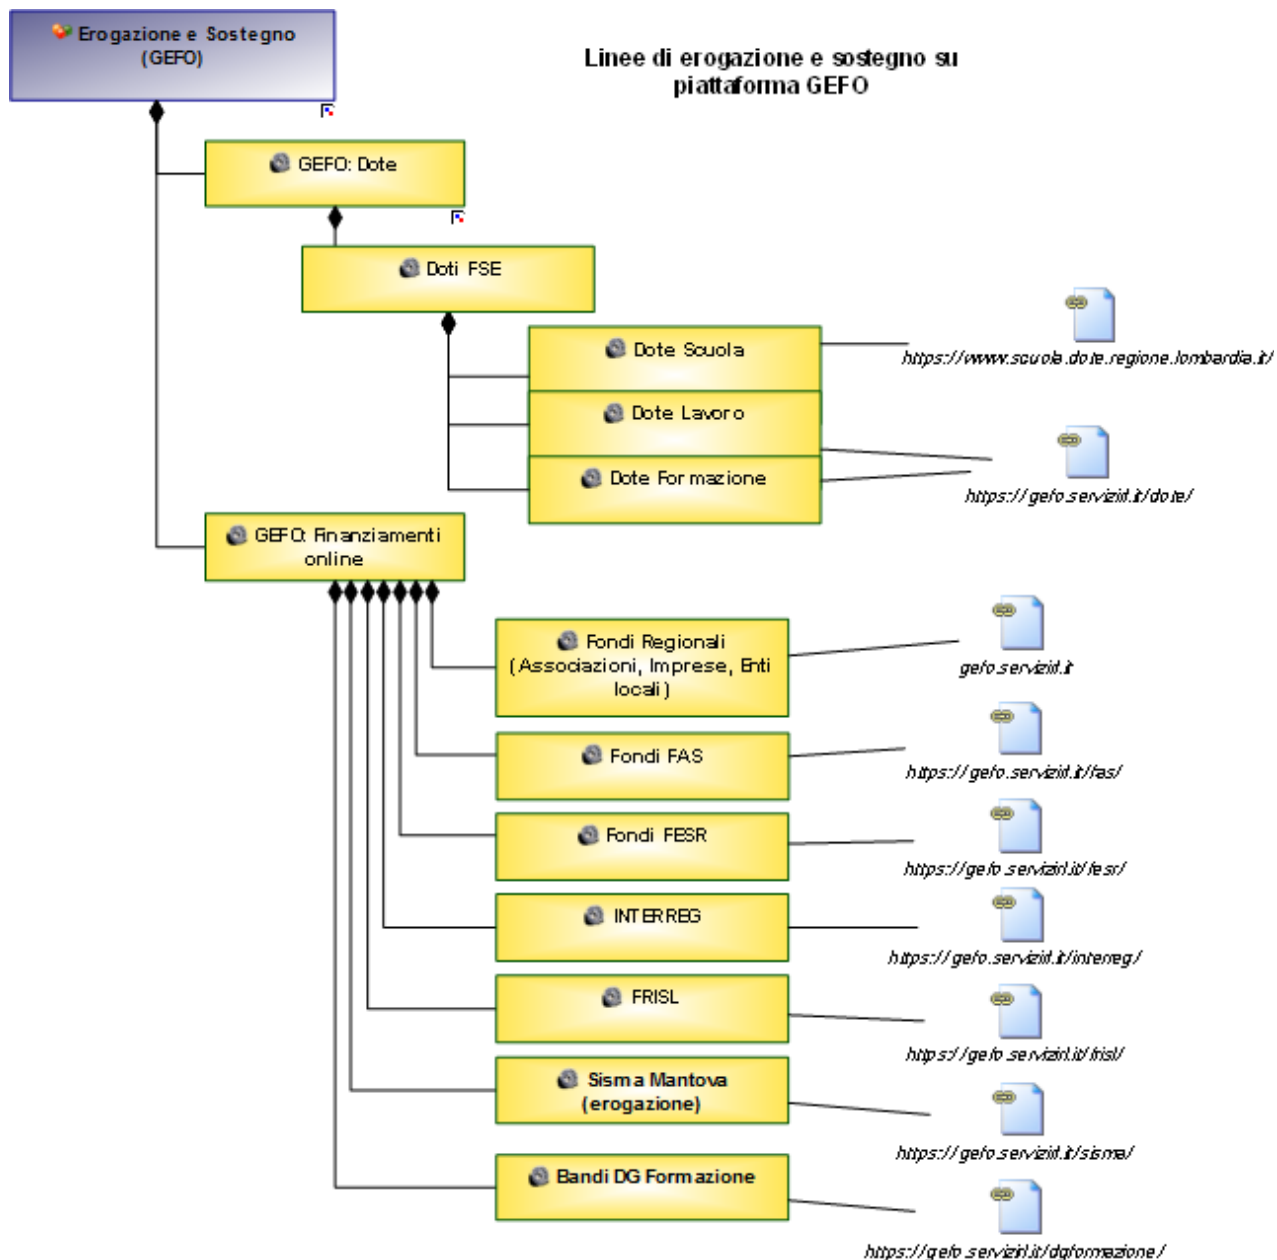 Erogazione e Sostegno
(GEFO)
Linee di erogazione e sostegno su
piattaforma GEFO
GEFO: Dote
Doti FSE
Dote Scuola
https://www.scuola.dote.regione.lombardia.it/
Dote Lavoro
Dote Formazione
https://gefo.servizirl.it/dote/
GEFO: Finanziamenti
online
Fondi Regionali
(Associazioni, Imprese, Enti
locali)
gefo.servizirl.it
Fondi FAS
https://gefo.servizirl.it/fas/
Fondi FESR
https://gefo.servizirl.it/fesr/
INTERREG
https://gefo.servizirl.it/interreg/
FRISL
https://gefo.servizirl.it/frisl/
Sisma Mantova
(erogazione)
https://gefo.servizirl.it/sisma/
Bandi DG Formazione
https://gefo.servizirl.it/dgformazione/